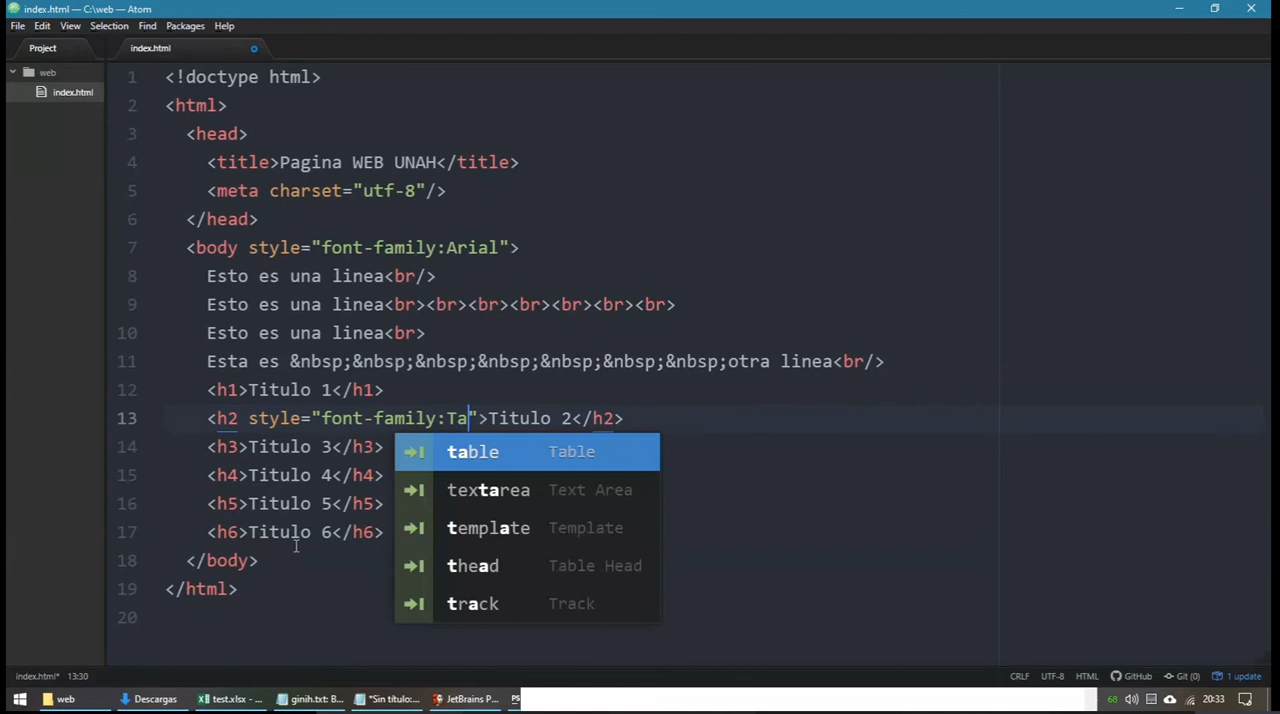 index.html — C:\web — Atom
File Edit View Selection Find Packages Help
Project
index.html
web
index.html
1 <!doctype html>
2 <html>
3 <head>
4 <title>Pagina WEB UNAH</title>
5 <meta charset="utf-8"/>
6 </head>
7 <body style="font-family:Arial">
8 Esto es una linea<br/>
9 Esto es una linea<br><br><br><br><br><br>
10 Esto es una linea<br>
11 Esta es &nbsp;&nbsp;&nbsp;&nbsp;&nbsp;&nbsp;&nbsp;otra linea<br/>
12 <h1>Titulo 1</h1>
13 <h2 style="font-family:Ta">Titulo 2</h2>
14 <h3>Titulo 3</h3>
15 <h4>Titulo 4</h4>
16 <h5>Titulo 5</h5>
17 <h6>Titulo 6</h6>
18 </body>
19 </html>
20
table Table
textarea Text Area
template Template
thead Table Head
track Track
index.html* 13:30
CRLF UTF-8 HTML GitHub Git (0) 1 update
web Descargas test.xlsx - ... ginih.txt: B... "Sin título:... JetBrains P... PS
68 20:33